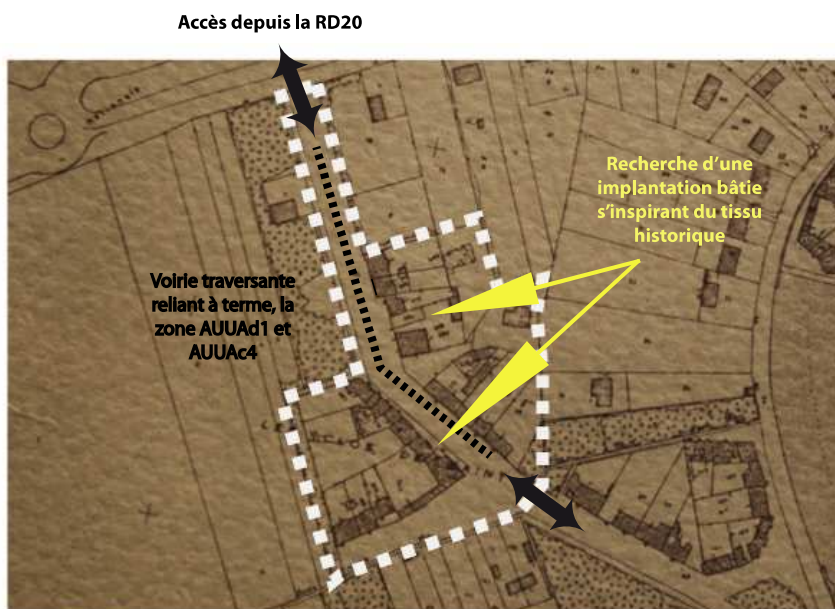 Accès depuis la RD20
Recherche d'une
implantation bâtie
s'inspirant du tissu
historique
Voirie traversante
reliant à terme, la
zone AUUAd1 et
AUUAc4